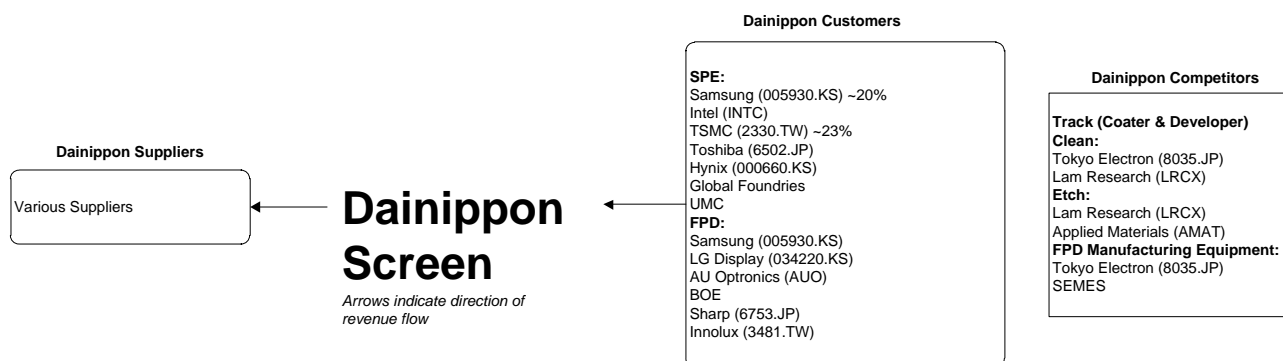 Dainippon Suppliers
Various Suppliers
Dainippon
Screen
Arrows indicate direction of
revenue flow
Dainippon Customers
SPE:
Samsung (005930.KS) ~20%
Intel (INTC)
TSMC (2330.TW) ~23%
Toshiba (6502.JP)
Hynix (000660.KS)
Global Foundries
UMC
FPD:
Samsung (005930.KS)
LG Display (034220.KS)
AU Optronics (AUO)
BOE
Sharp (6753.JP)
Innolux (3481.TW)
Dainippon Competitors
Track (Coater & Developer)
Clean:
Tokyo Electron (8035.JP)
Lam Research (LRCX)
Etch:
Lam Research (LRCX)
Applied Materials (AMAT)
FPD Manufacturing Equipment:
Tokyo Electron (8035.JP)
SEMES